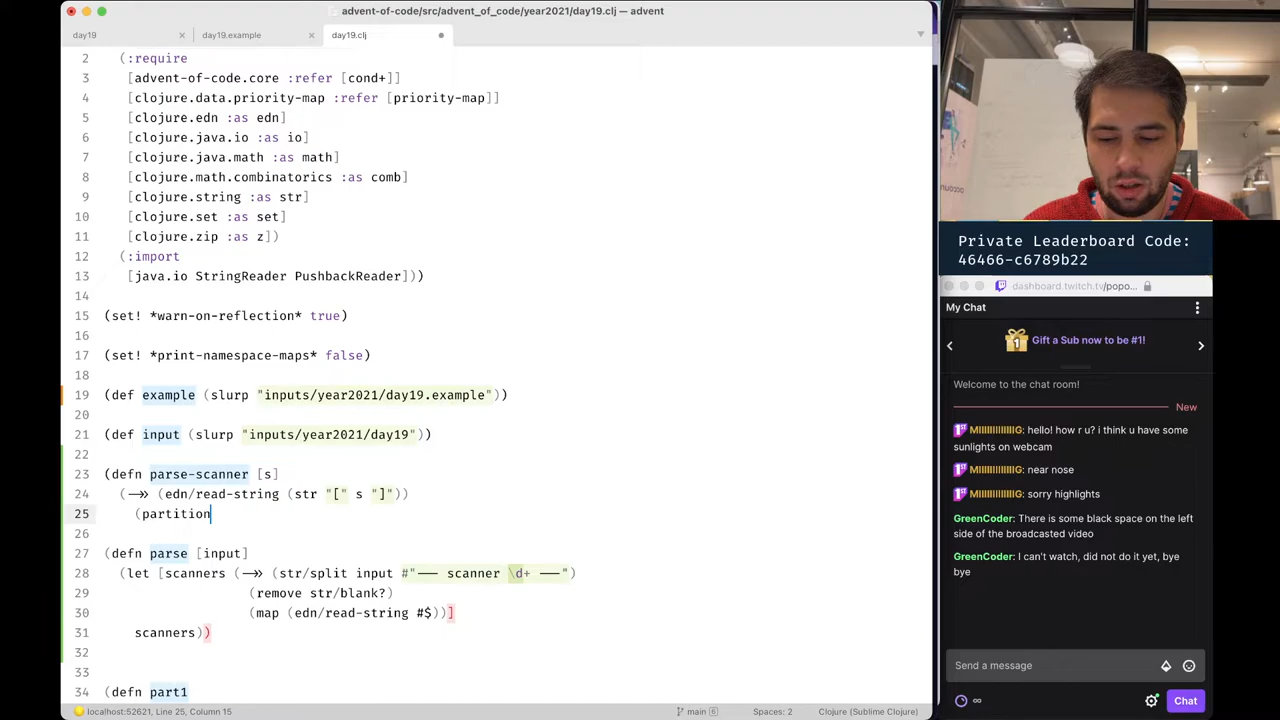 advent-of-code/src/advent_of_code/year2021/day19.clj — advent
day19
day19.example
day19.clj
2 (:require
3 [advent-of-code.core :refer [cond+]]
4 [clojure.data.priority-map :refer [priority-map]]
5 [clojure.edn :as edn]
6 [clojure.java.io :as io]
7 [clojure.java.math :as math]
8 [clojure.math.combinatorics :as comb]
9 [clojure.string :as str]
10 [clojure.set :as set]
11 [clojure.zip :as z])
12 (:import
13 [java.io StringReader PushbackReader]))
14
15 (set! *warn-on-reflection* true)
16
17 (set! *print-namespace-maps* false)
18
19 (def example (slurp "inputs/year2021/day19.example"))
20
21 (def input (slurp "inputs/year2021/day19"))
22
23 (defn parse-scanner [s]
24 (->> (edn/read-string (str "[" s "]"))
25 (partition
26
27 (defn parse [input]
28 (let [scanners (->> (str/split input #"--- scanner \d+ ---")
29 (remove str/blank?)
30 (map (edn/read-string #$))]
31 scanners))
32
33
34 (defn part1
localhost:52621, Line 25, Column 15
main 6
Spaces: 2
Clojure (Sublime Clojure)
Private Leaderboard Code:
46466-c6789b22
dashboard.twitch.tv/popo...
My Chat
1
Gift a Sub now to be #1!
Welcome to the chat room!
New
GreenCoder: There is some black space on the left
side of the broadcasted video
GreenCoder: I can't watch, did not do it yet, bye
bye
hello! how r u? i think u have some
sunlights on webcam
near nose
sorry highlights
Send a message
∞
Chat